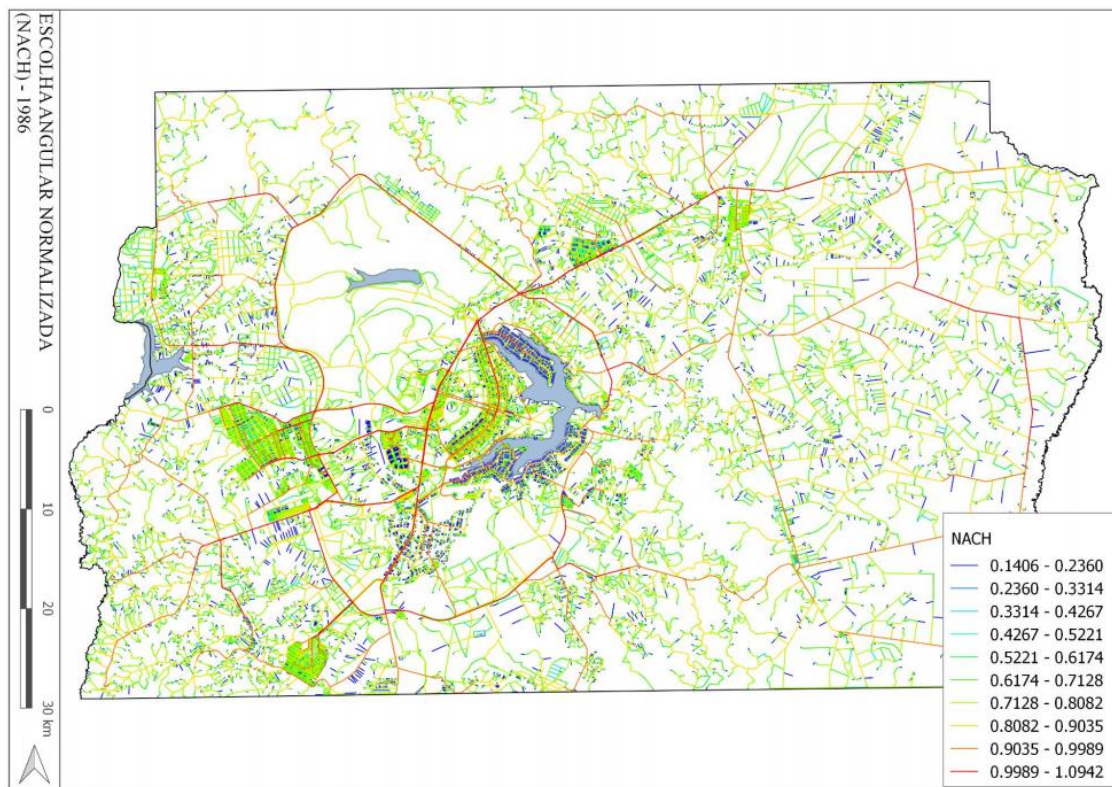 ESCOLHA ANGULAR NORMALIZADA
(NACH) - 1986
0
10
20
30 km
NACH
0.1406 - 0.2360
0.2360 - 0.3314
0.3314 - 0.4267
0.4267 - 0.5221
0.5221 - 0.6174
0.6174 - 0.7128
0.7128 - 0.8082
0.8082 - 0.9035
0.9035 - 0.9989
0.9989 - 1.0942